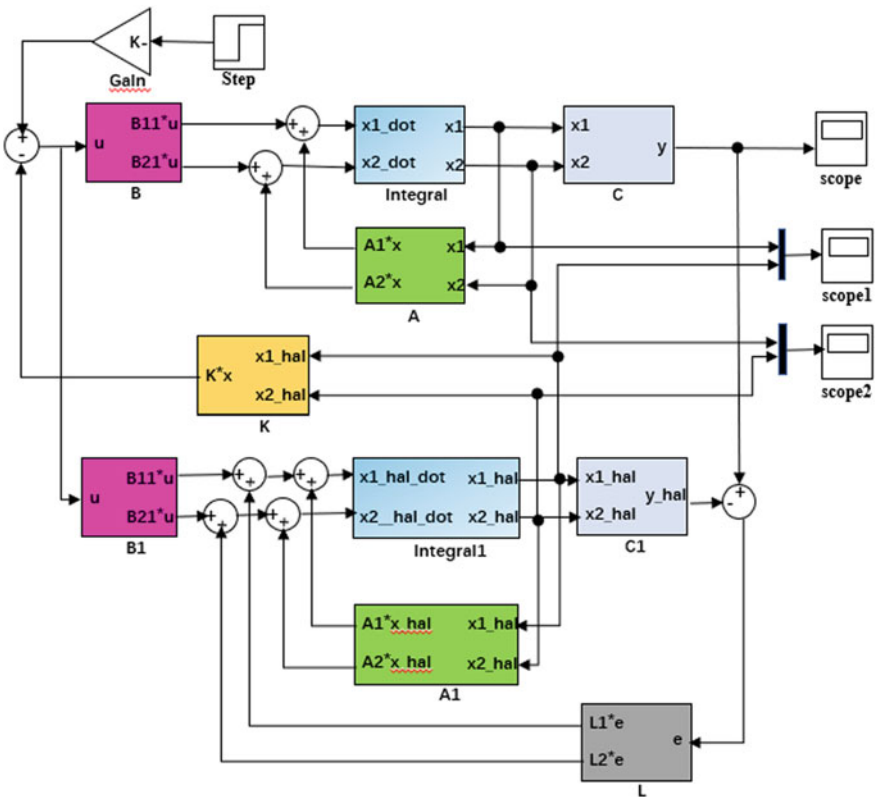 K-
Gain
Step
+
-
u
B11*u
B21*u
B
+
+
+
+
x1_dot
x2_dot
x1
x2
Integral
x1
x2
y
C
scope
A1*x
A2*x
x1
x2
A
scope1
scope2
K*x
x1_hal
x2_hal
K
u
B11*u
B21*u
B1
+
+
+
+
+
+
+
+
x1_hal_dot
x2__hal_dot
x1_hal
x2_hal
Integral1
x1_hal
x2_hal
y_hal
C1
-
+
A1*x_hal
A2*x_hal
x1_hal
x2_hal
A1
L1*e
L2*e
e
L